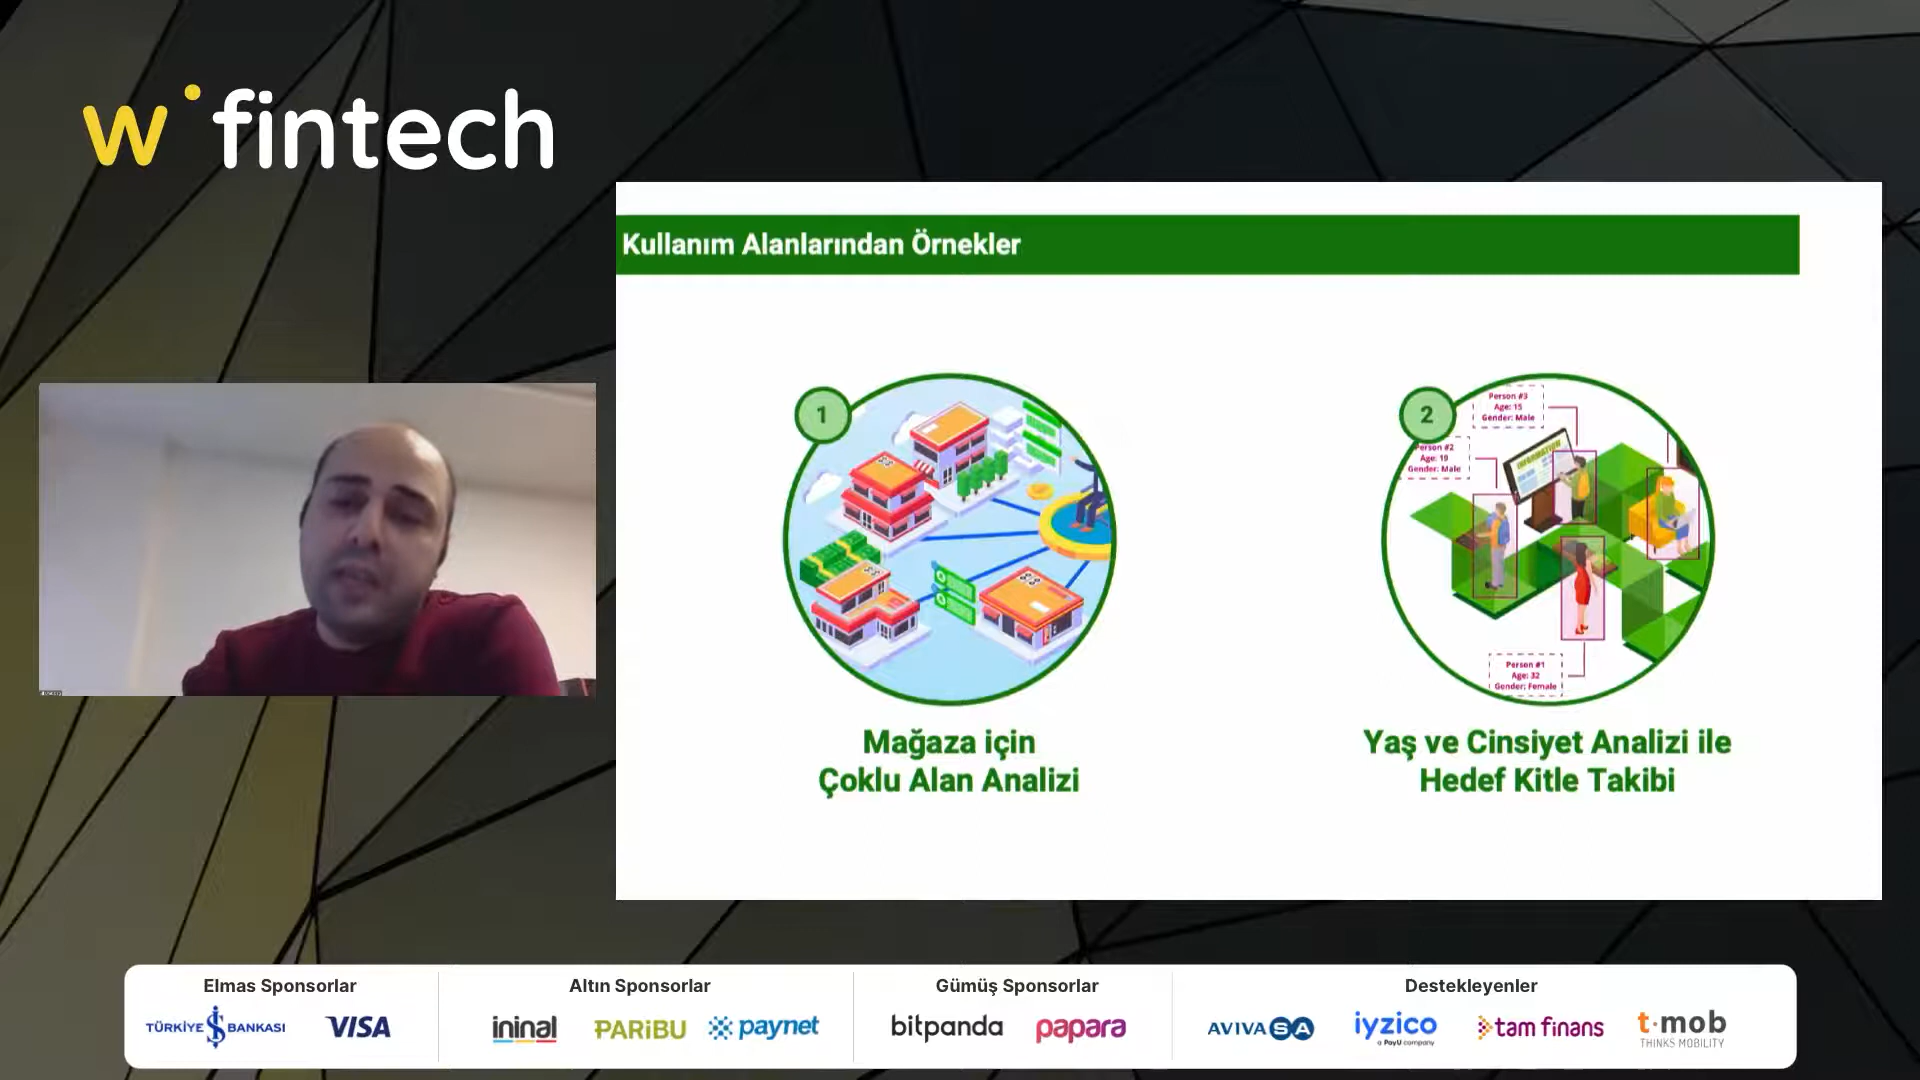 w fintech
Kullanım Alanlarından Örnekler
1
Mağaza için
Çoklu Alan Analizi
2
Person #3
Age: 15
Gender: Male
Person #2
Age: 19
Gender: Male
INFORMATION
Person #1
Age: 32
Gender: Female
Yaş ve Cinsiyet Analizi ile
Hedef Kitle Takibi
Elmas Sponsorlar
TÜRKİYE İŞ BANKASI
VISA
Altın Sponsorlar
ininal
PARiBU
paynet
Gümüş Sponsorlar
bitpanda
papara
Destekleyenler
AVIVASA
iyzico
a PayU company
tam finans
t·mob
THINKS MOBILITY